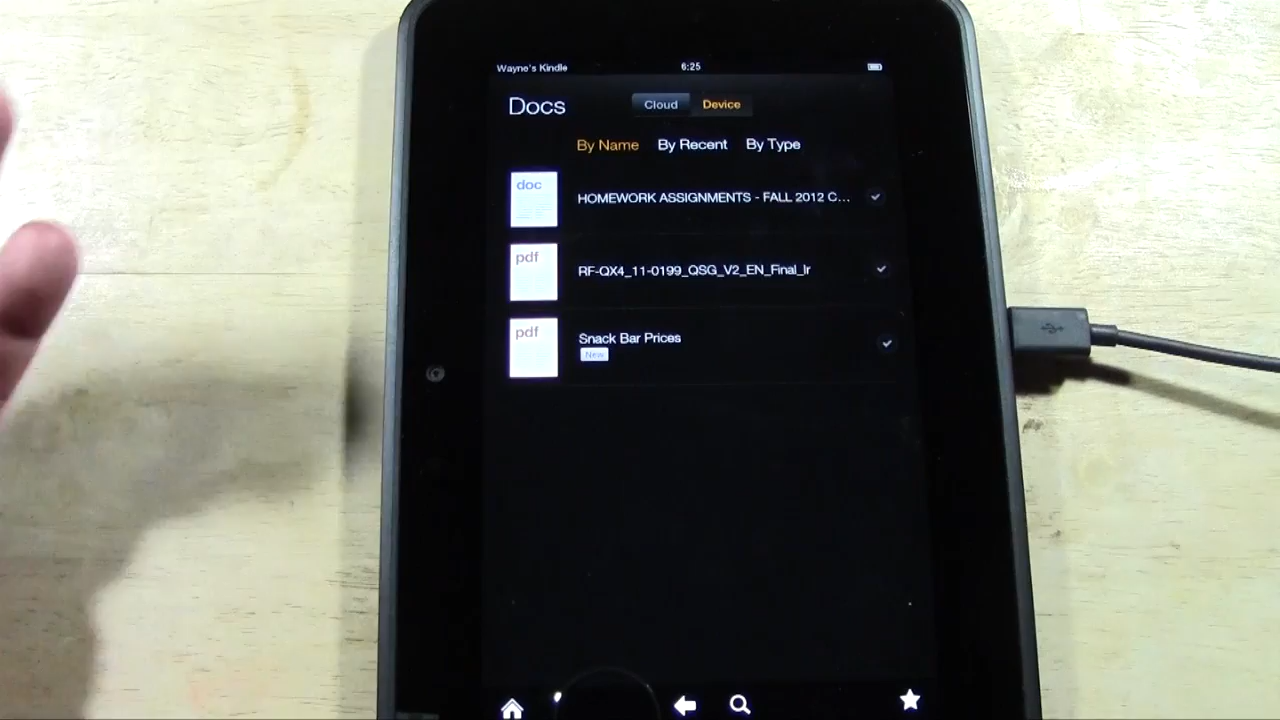 Wayne's Kindle 6:25
Docs Cloud Device
By Name By Recent By Type
doc HOMEWORK ASSIGNMENTS - FALL 2012 C...
pdf RF-QX4_11-0199_QSG_V2_EN_Final_lr
pdf Snack Bar Prices
New